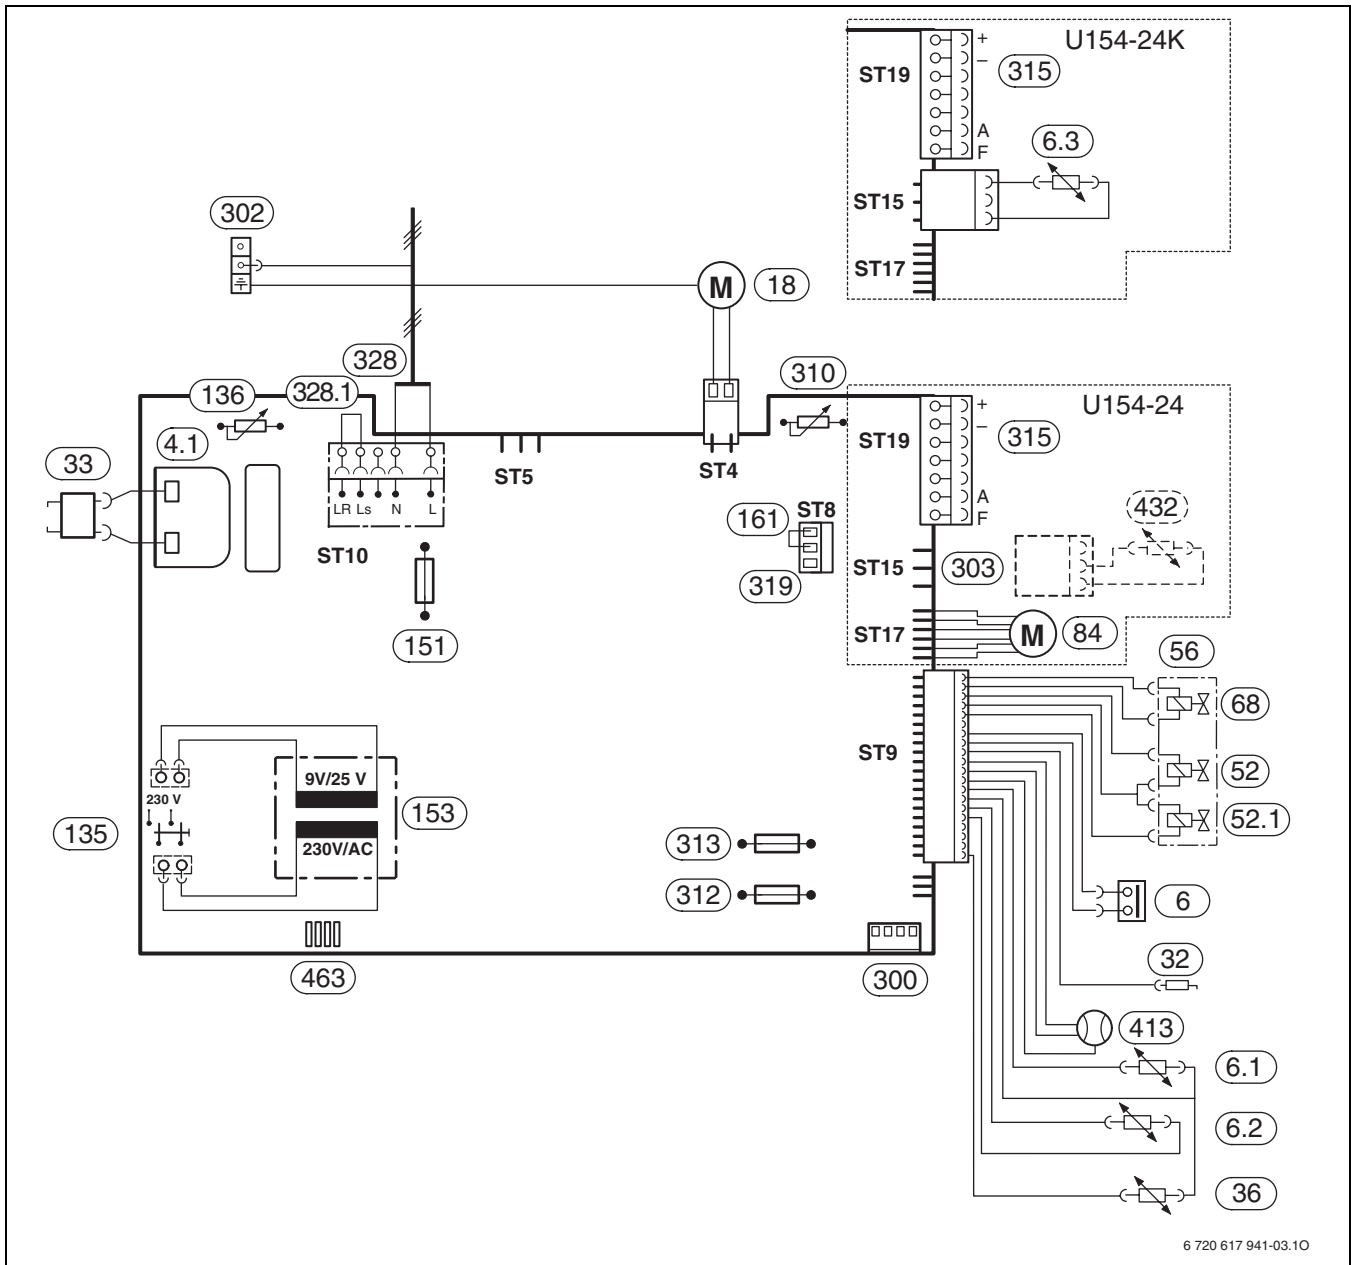 U154-24K
+
–
ST19
315
A
F
6.3
ST15
ST17
302
M
18
328
310
136
328.1
U154-24
+
–
4.1
ST19
315
33
ST5
ST4
A
F
LR Ls N L
161
ST8
432
ST10
ST15
303
319
151
ST17
M
84
56
68
ST9
9V/25 V
52
230 V
135
153
52.1
230V/AC
313
312
6
463
300
32
413
6.1
6.2
36
6 720 617 941-03.1O